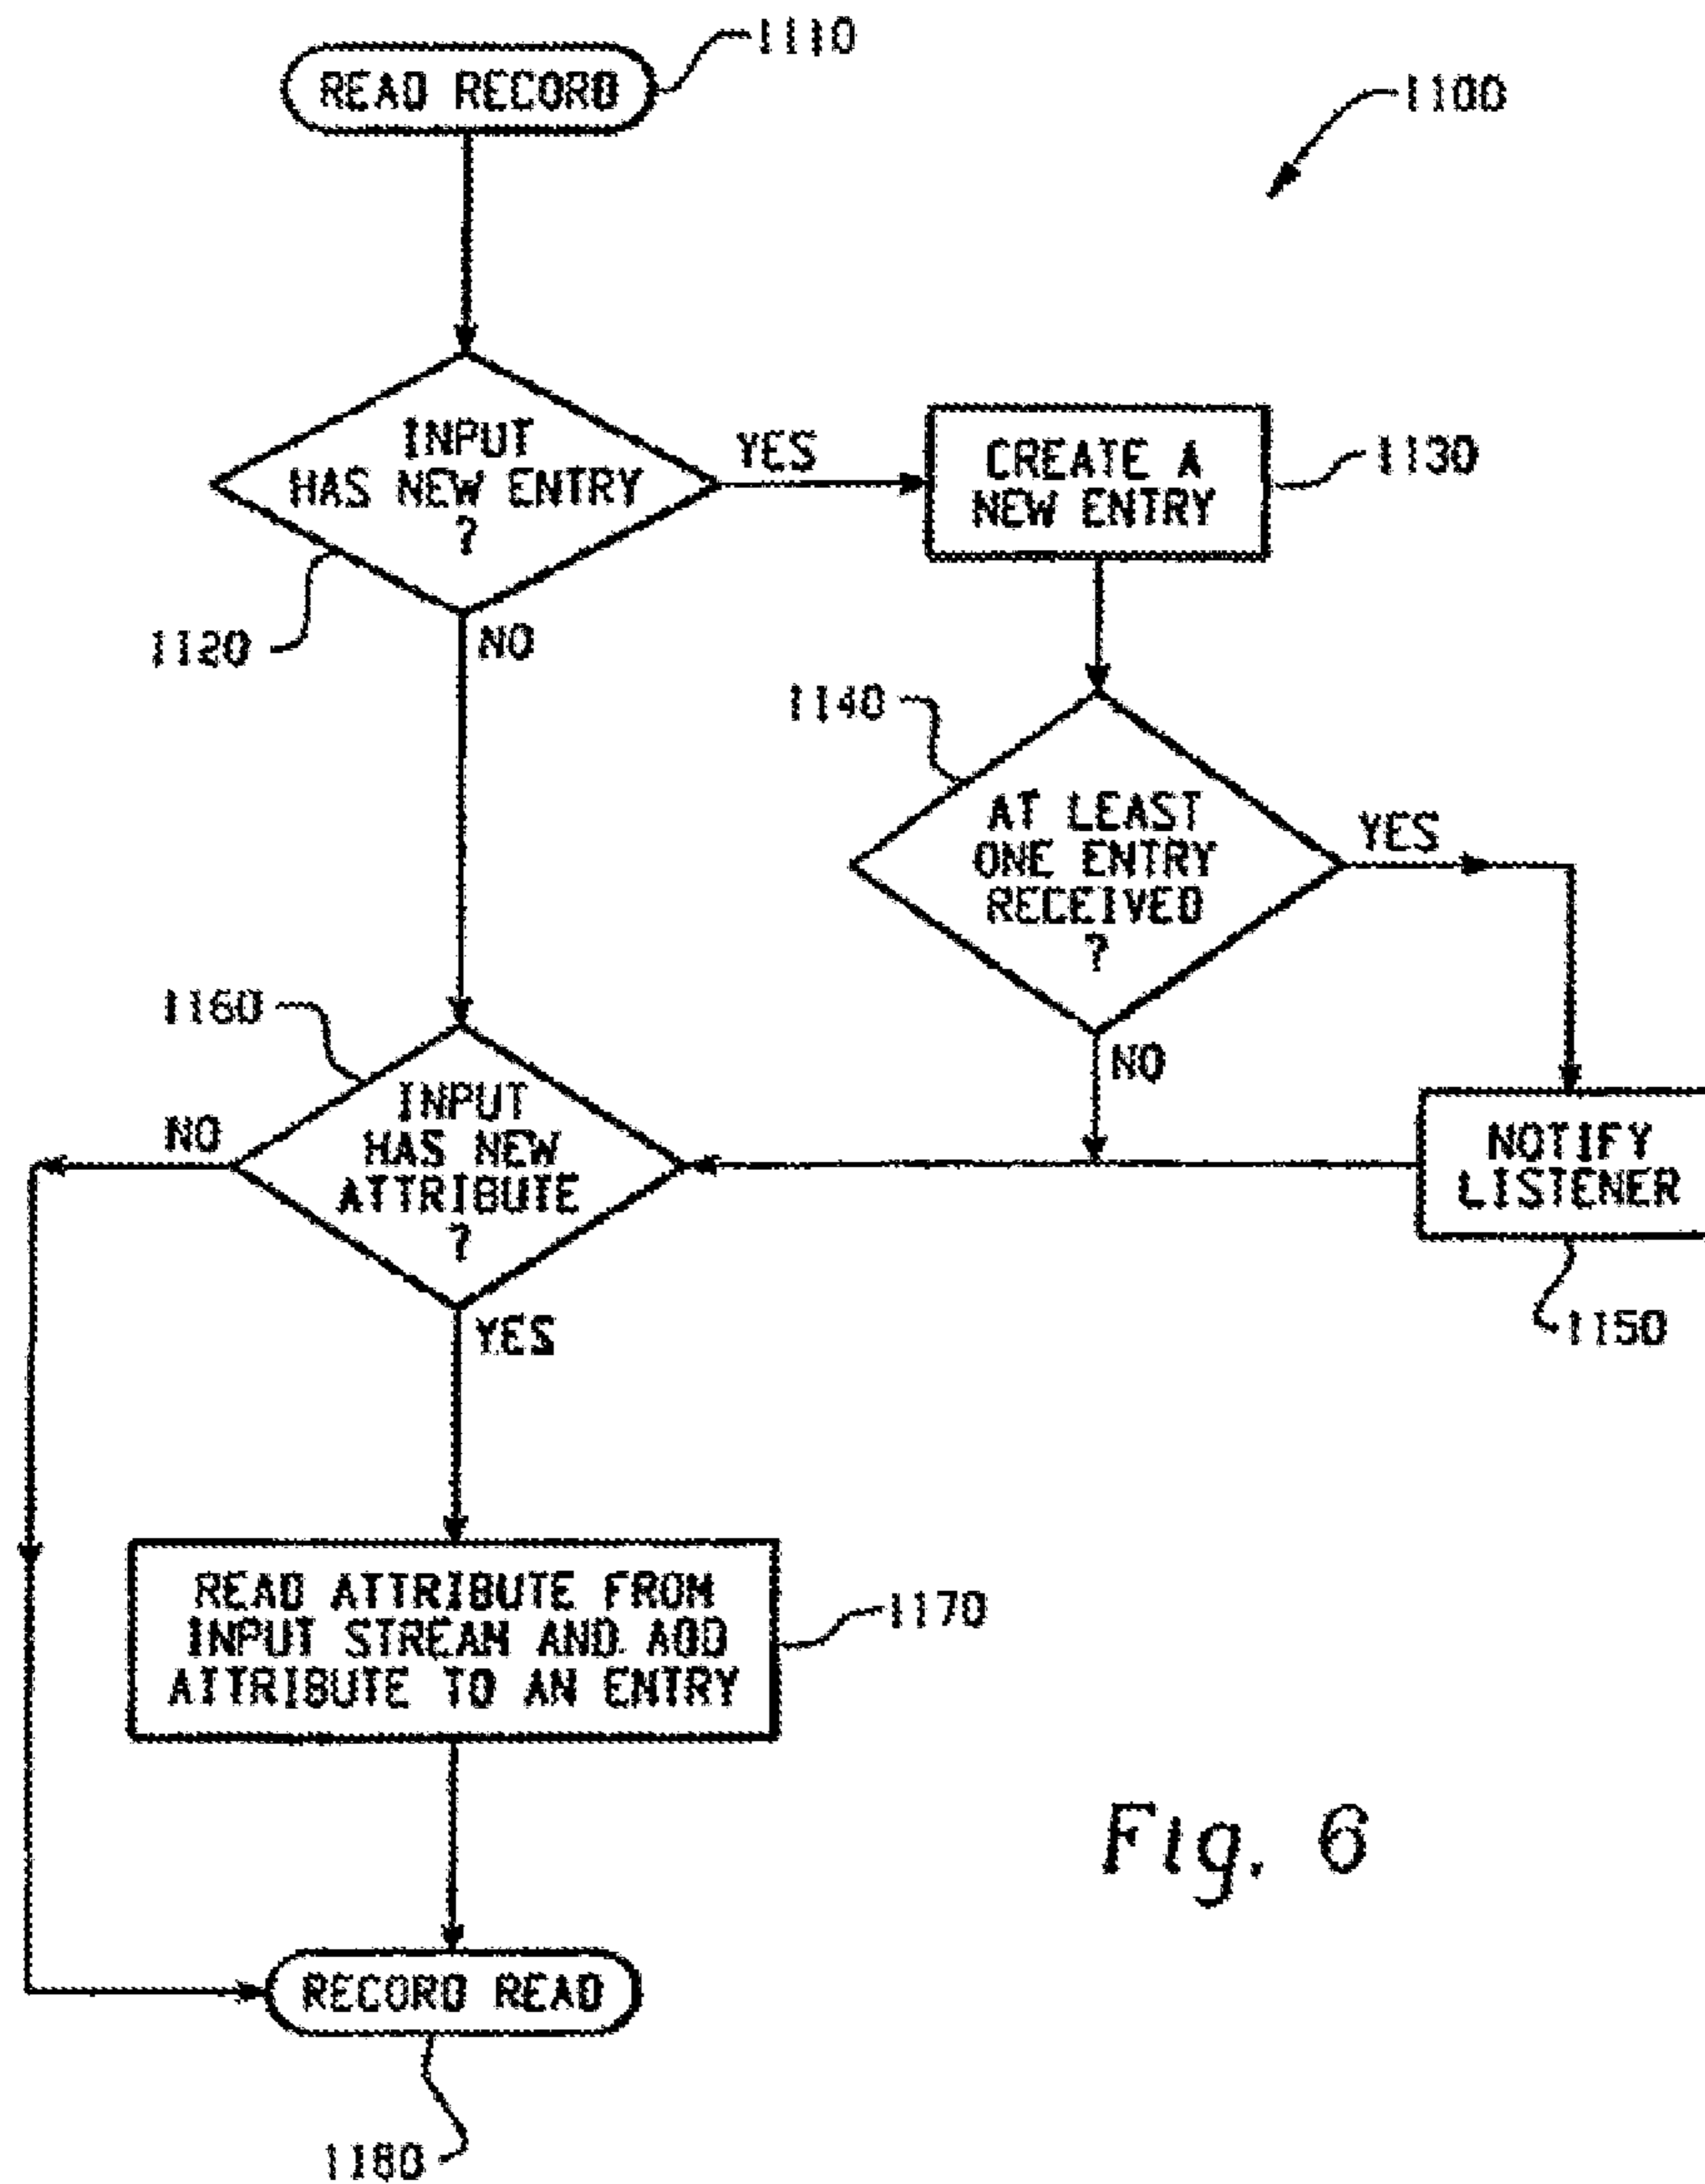 1110
READ RECORD
1100
INPUT
HAS NEW ENTRY
?
YES
CREATE A
NEW ENTRY
1130
1120
NO
1140
AT LEAST
ONE ENTRY
RECEIVED
?
YES
1160
NO
INPUT
HAS NEW
ATTRIBUTE
?
NO
NOTIFY
LISTENER
YES
1150
READ ATTRIBUTE FROM
INPUT STREAM AND ADD
ATTRIBUTE TO AN ENTRY
1170
Fig. 6
RECORD READ
1180